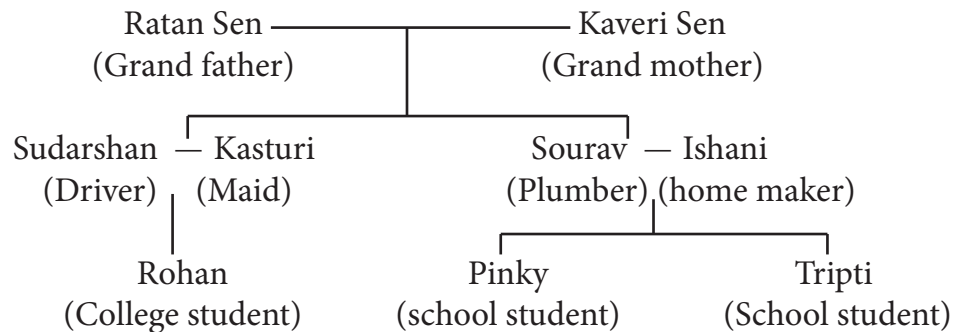 Ratan Sen Kaveri Sen
(Grand father) (Grand mother)
Sudarshan — Kasturi Sourav — Ishani
(Driver) (Maid) (Plumber) (home maker)
Rohan Pinky Tripti
(College student) (school student) (School student)